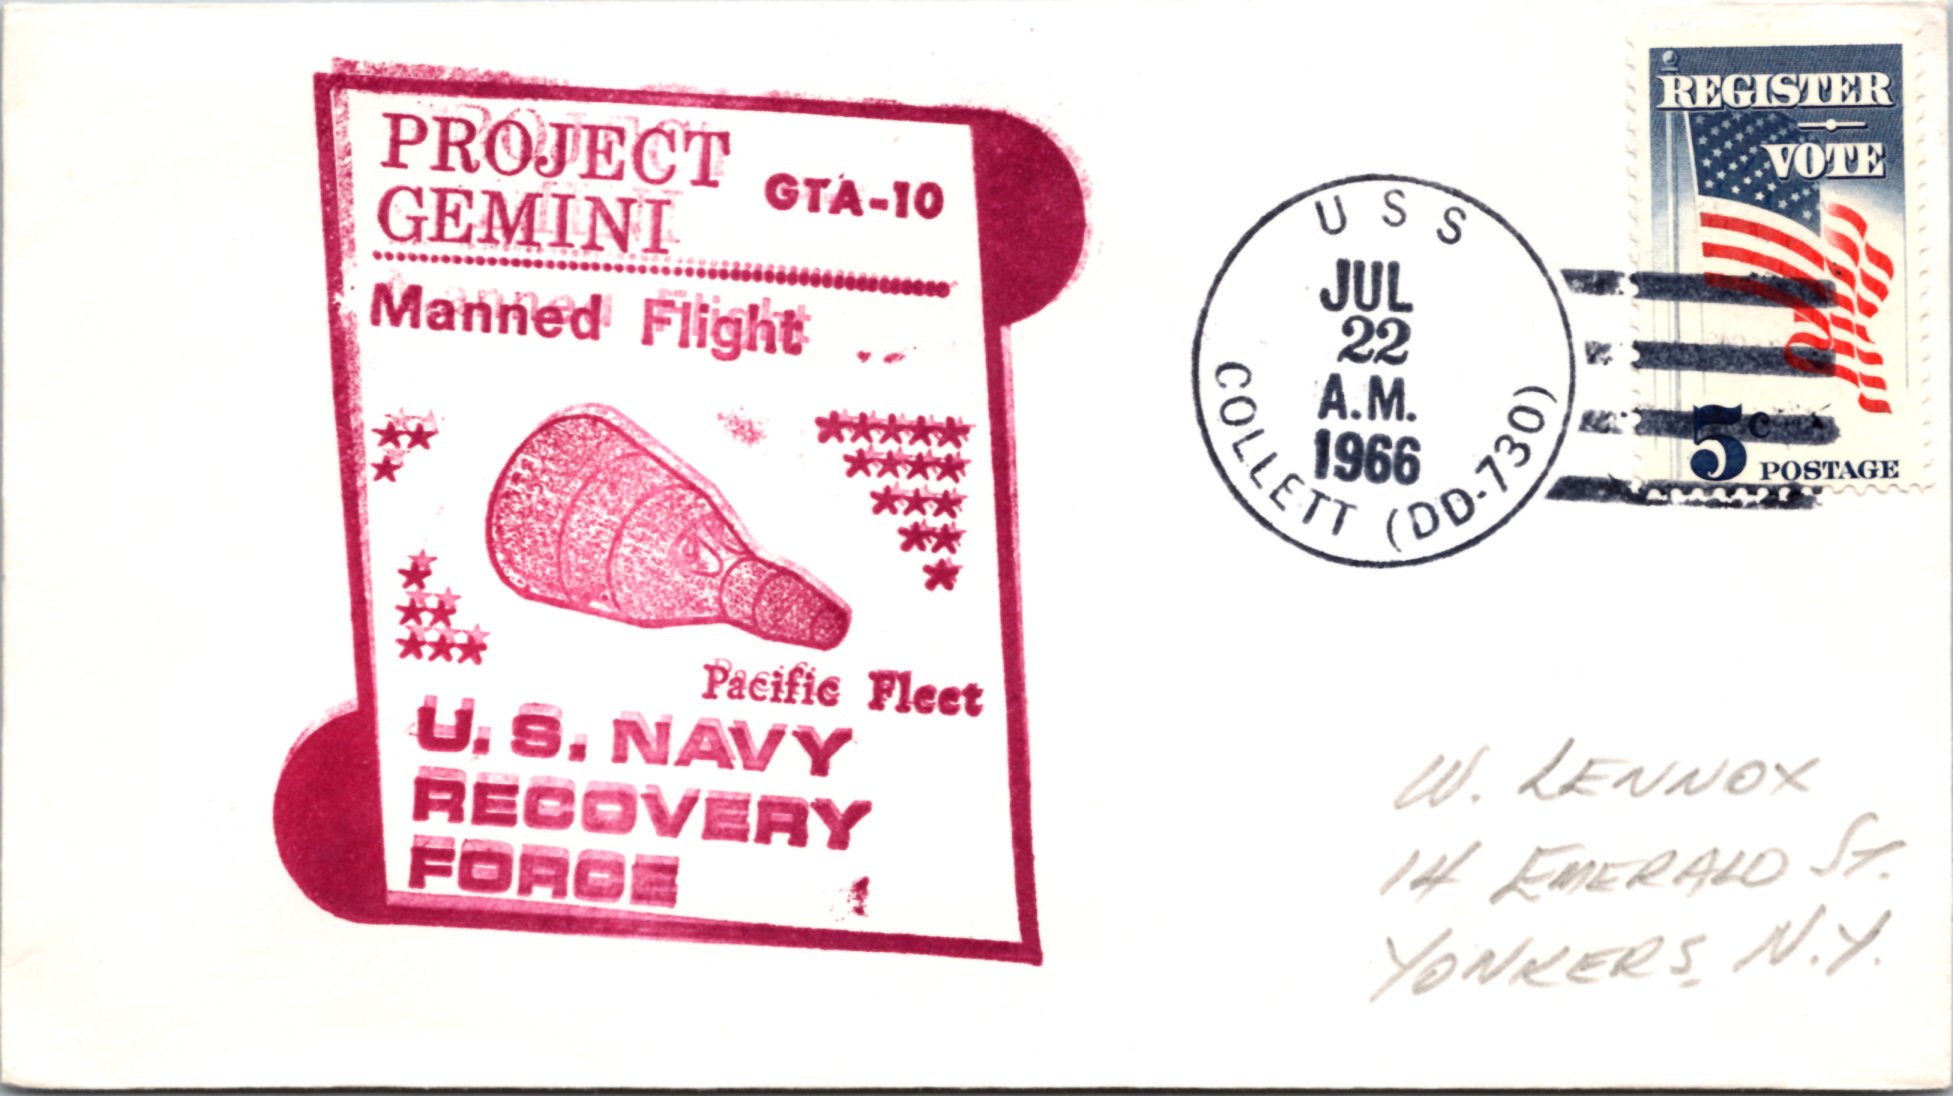 PROJECT
GEMINI
GTA-10
Manned Flight
Pacific Fleet
U.S. NAVY
RECOVERY
FORCE
USS
COLLETT (DD-730)
JUL
22
A.M.
1966
REGISTER
VOTE
5c POSTAGE
W. LENNOX
14 EMERALD ST.
YONKERS, N.Y.